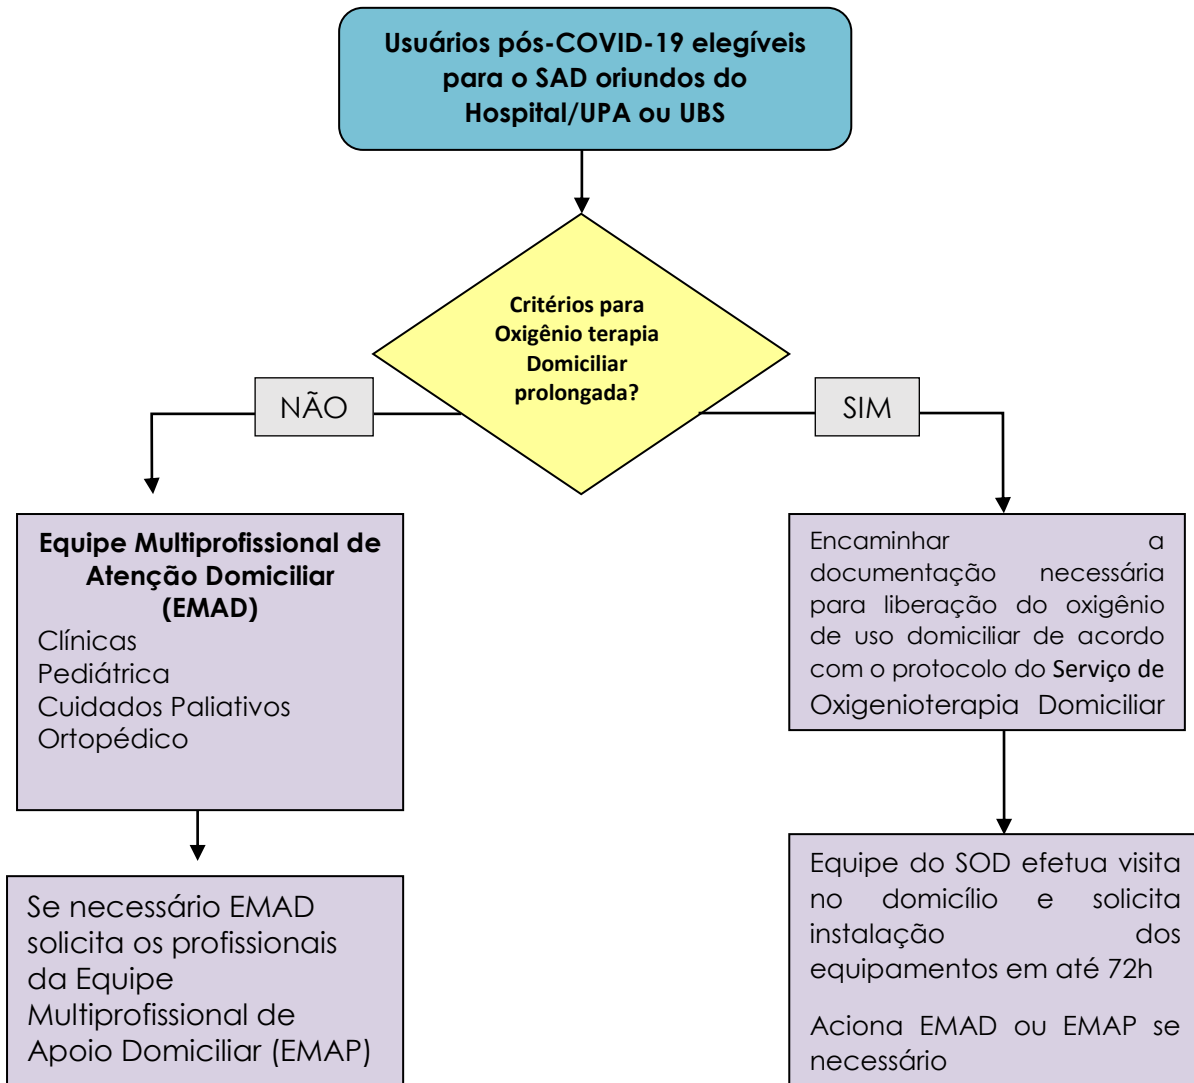 Usuários pós-COVID-19 elegíveis
para o SAD oriundos do
Hospital/UPA ou UBS
Critérios para
Oxigênio terapia
Domiciliar
prolongada?
NÃO
SIM
Equipe Multiprofissional de
Atenção Domiciliar
(EMAD)
Clínicas
Pediátrica
Cuidados Paliativos
Ortopédico
Encaminhar a
documentação necessária
para liberação do oxigênio
de uso domiciliar de acordo
com o protocolo do Serviço de
Oxigenioterapia Domiciliar
Se necessário EMAD
solicita os profissionais
da Equipe
Multiprofissional de
Apoio Domiciliar (EMAP)
Equipe do SOD efetua visita
no domicílio e solicita
instalação dos
equipamentos em até 72h
Aciona EMAD ou EMAP se
necessário